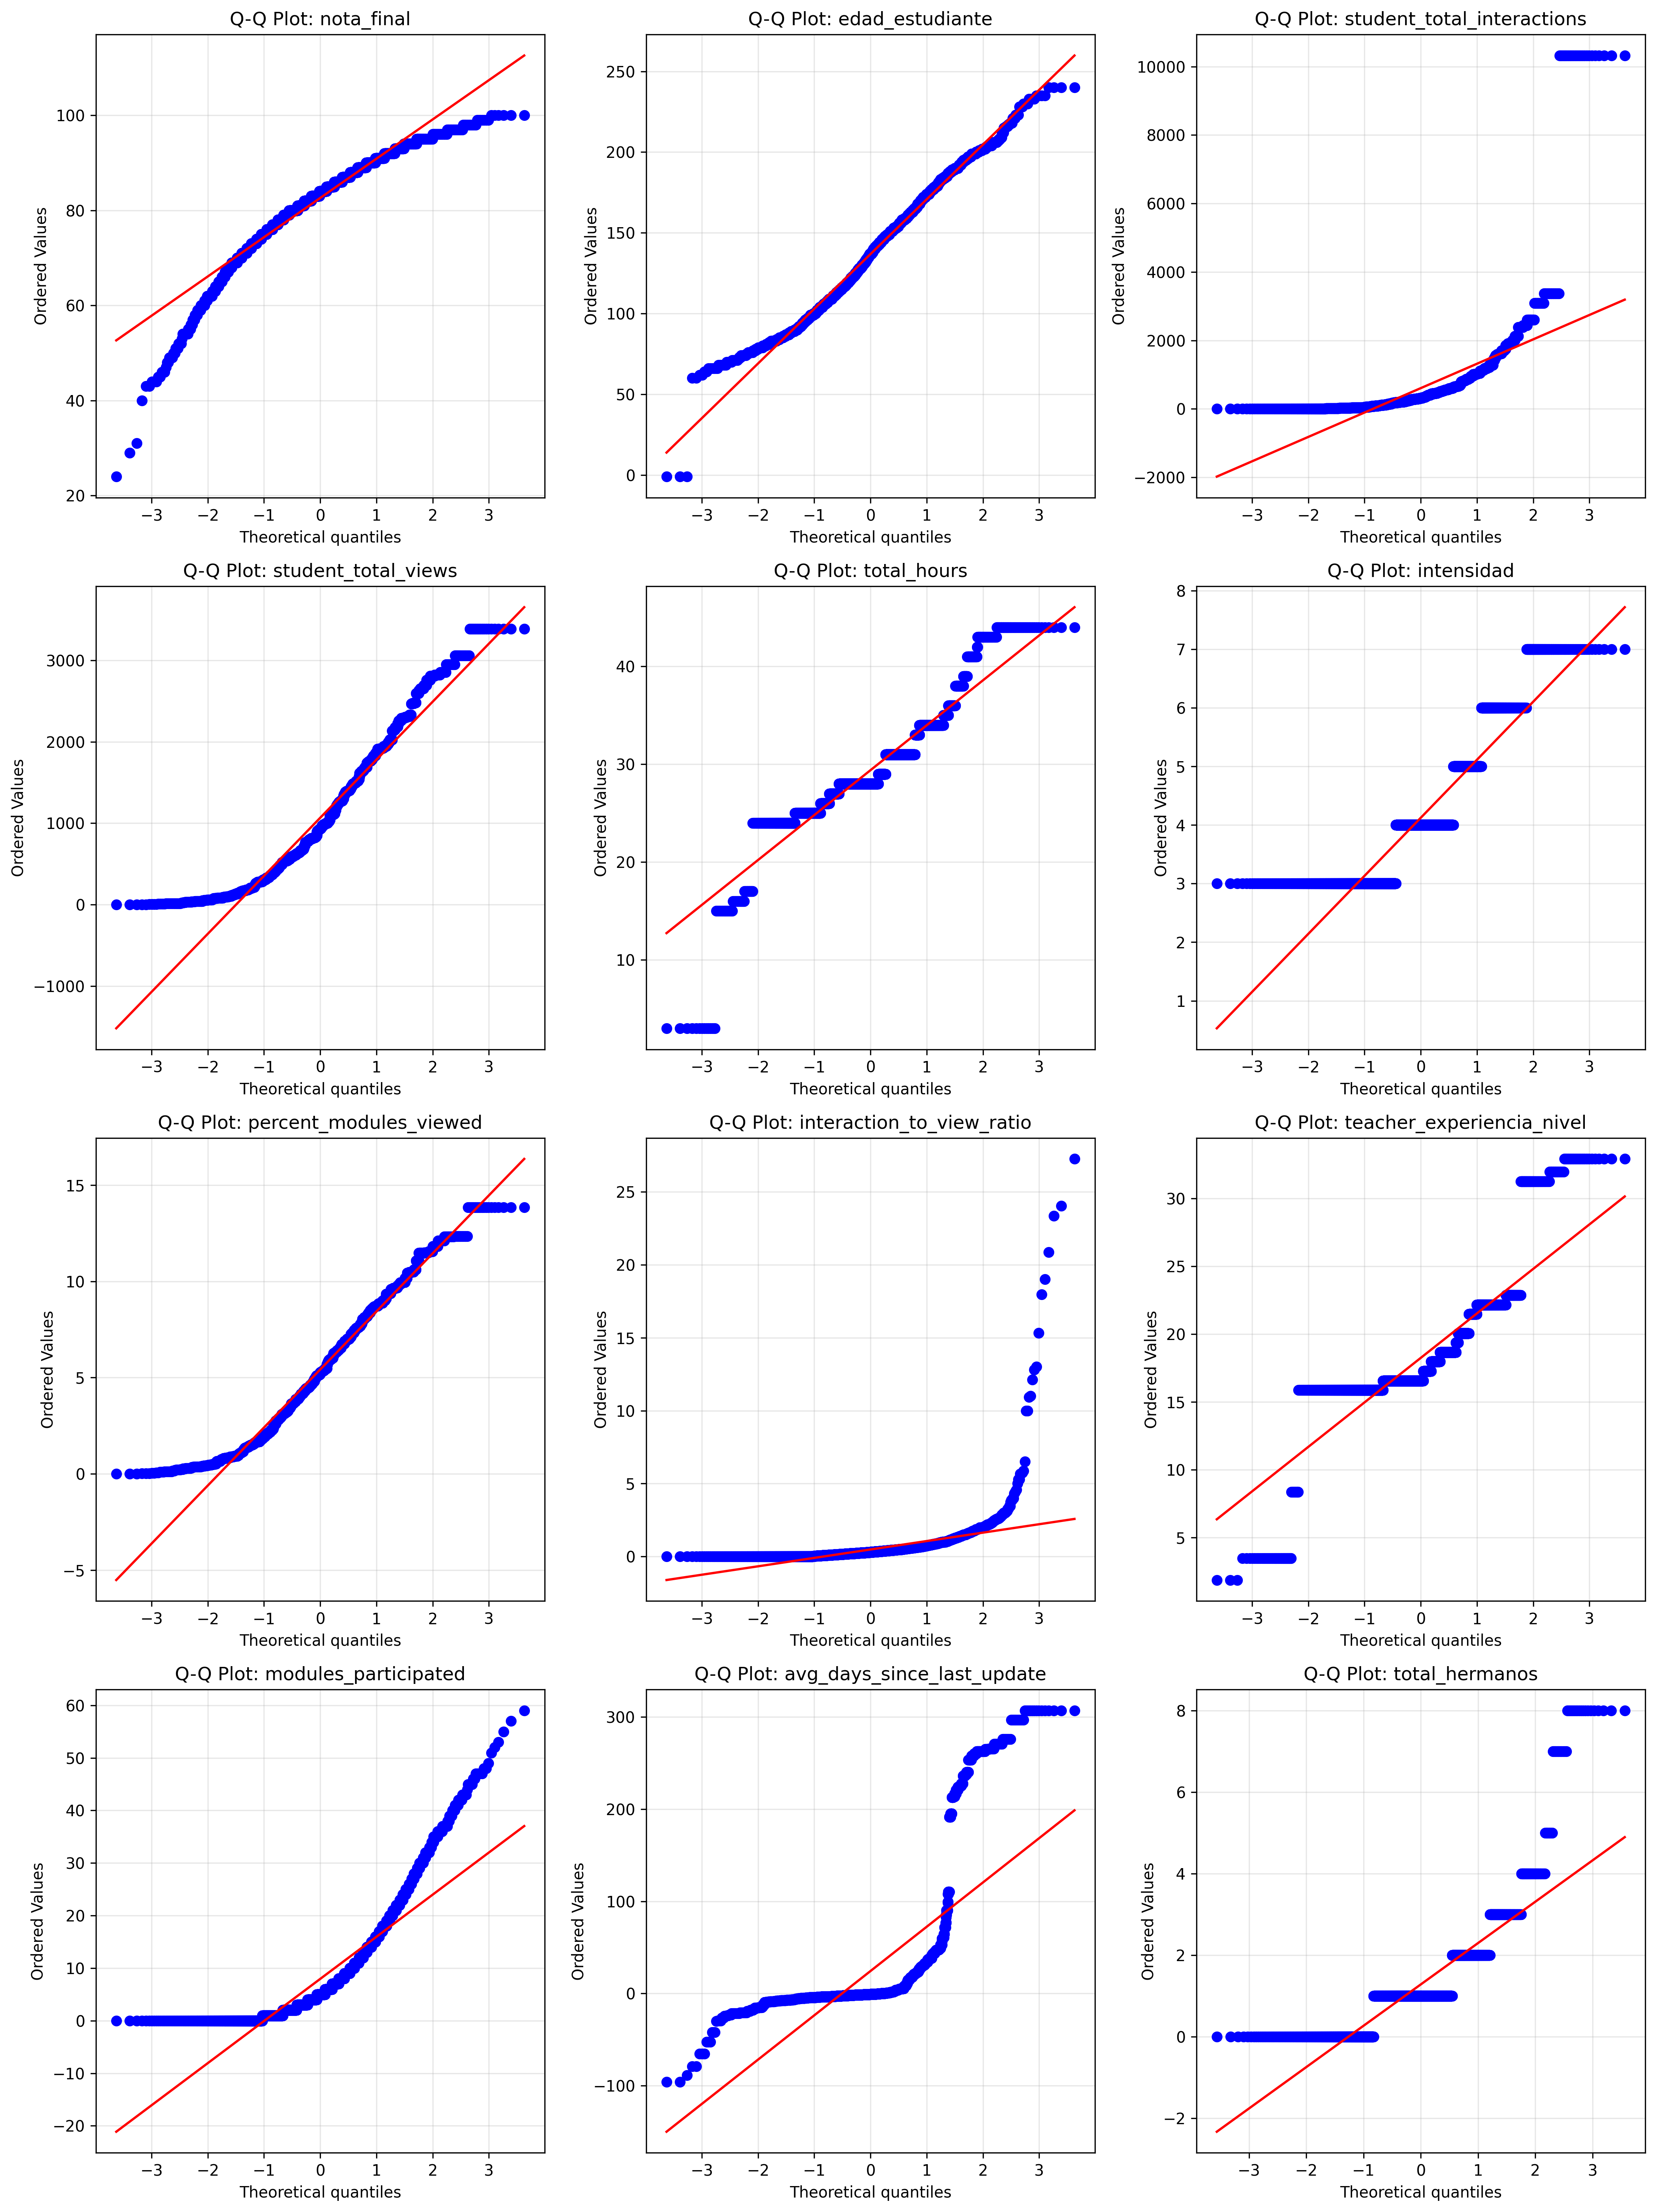 Q-Q Plot: nota_final
Ordered Values
100
80
60
40
20
−3 −2 −1 0 1 2 3
Theoretical quantiles
Q-Q Plot: edad_estudiante
Ordered Values
250
200
150
100
50
0
−3 −2 −1 0 1 2 3
Theoretical quantiles
Q-Q Plot: student_total_interactions
Ordered Values
10000
8000
6000
4000
2000
0
−2000
−3 −2 −1 0 1 2 3
Theoretical quantiles
Q-Q Plot: student_total_views
Ordered Values
3000
2000
1000
0
−1000
−3 −2 −1 0 1 2 3
Theoretical quantiles
Q-Q Plot: total_hours
Ordered Values
40
30
20
10
−3 −2 −1 0 1 2 3
Theoretical quantiles
Q-Q Plot: intensidad
Ordered Values
8
7
6
5
4
3
2
1
−3 −2 −1 0 1 2 3
Theoretical quantiles
Q-Q Plot: percent_modules_viewed
Ordered Values
15
10
5
0
−5
−3 −2 −1 0 1 2 3
Theoretical quantiles
Q-Q Plot: interaction_to_view_ratio
Ordered Values
25
20
15
10
5
0
−3 −2 −1 0 1 2 3
Theoretical quantiles
Q-Q Plot: teacher_experiencia_nivel
Ordered Values
30
25
20
15
10
5
−3 −2 −1 0 1 2 3
Theoretical quantiles
Q-Q Plot: modules_participated
Ordered Values
60
50
40
30
20
10
0
−10
−20
−3 −2 −1 0 1 2 3
Theoretical quantiles
Q-Q Plot: avg_days_since_last_update
Ordered Values
300
200
100
0
−100
−3 −2 −1 0 1 2 3
Theoretical quantiles
Q-Q Plot: total_hermanos
Ordered Values
8
6
4
2
0
−2
−3 −2 −1 0 1 2 3
Theoretical quantiles